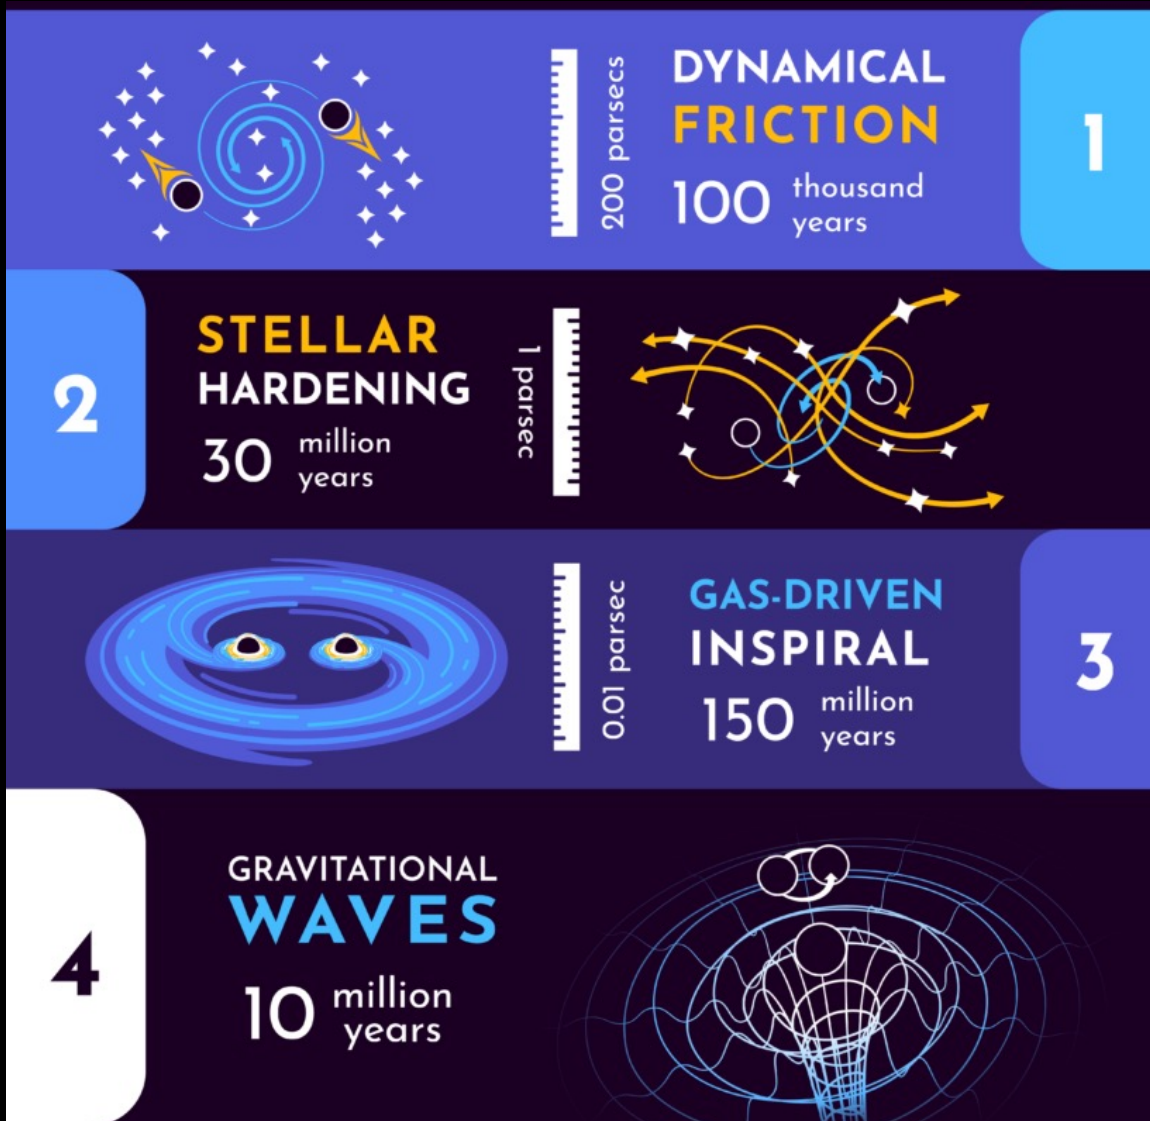 200 parsecs
DYNAMICAL
FRICTION
100 thousand
years
1
2
STELLAR
HARDENING
30 million
years
1 parsec
0.01 parsec
GAS-DRIVEN
INSPIRAL
150 million
years
3
4
GRAVITATIONAL
WAVES
10 million
years